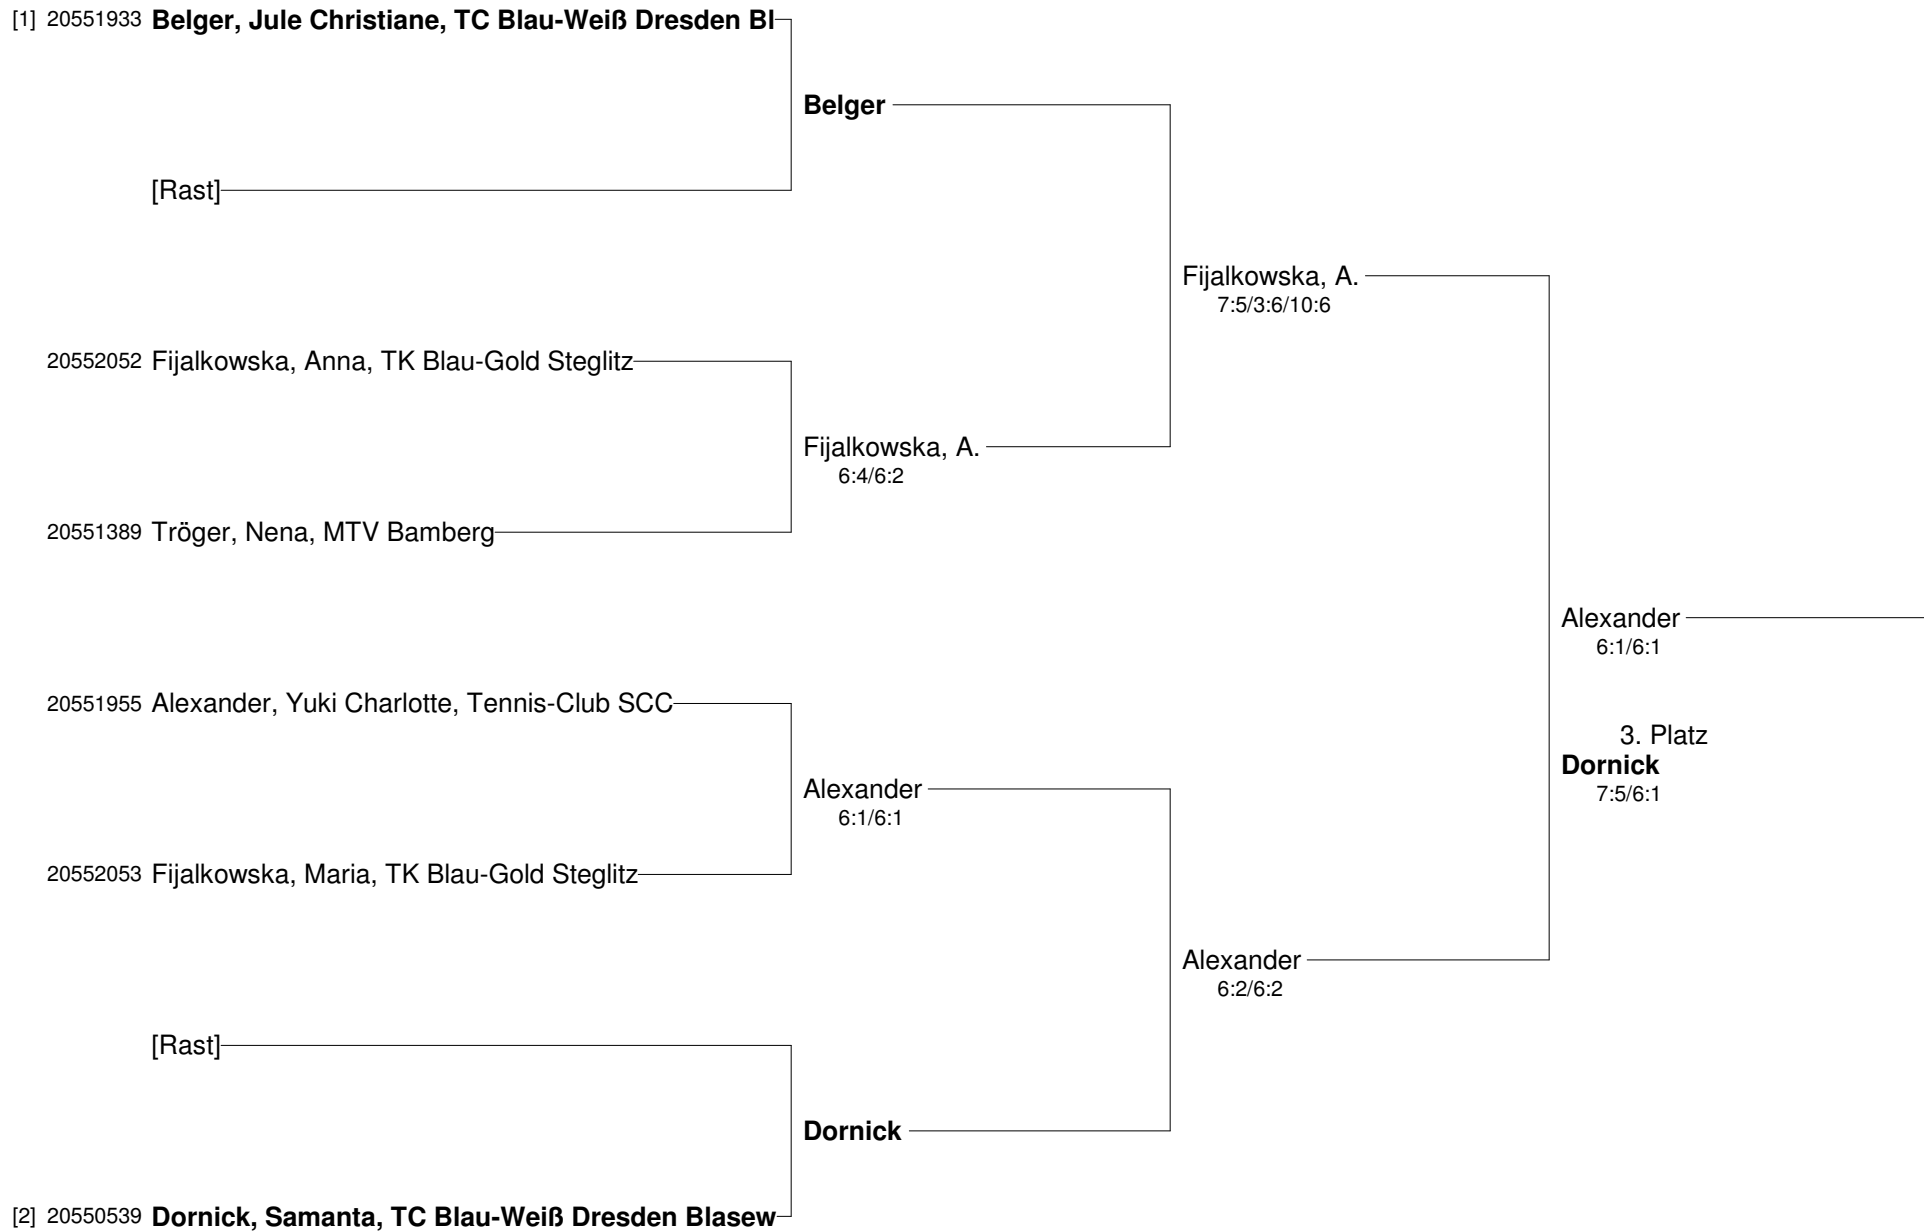 [1] 20551933 Belger, Jule Christiane, TC Blau-Weiß Dresden Bl
Belger
[Rast]
Fijalkowska, A.
7:5/3:6/10:6
20552052 Fijalkowska, Anna, TK Blau-Gold Steglitz
Fijalkowska, A.
6:4/6:2
20551389 Tröger, Nena, MTV Bamberg
Alexander
6:1/6:1
20551955 Alexander, Yuki Charlotte, Tennis-Club SCC
3. Platz
Dornick
7:5/6:1
Alexander
6:1/6:1
20552053 Fijalkowska, Maria, TK Blau-Gold Steglitz
Alexander
6:2/6:2
[Rast]
Dornick
[2] 20550539 Dornick, Samanta, TC Blau-Weiß Dresden Blasew